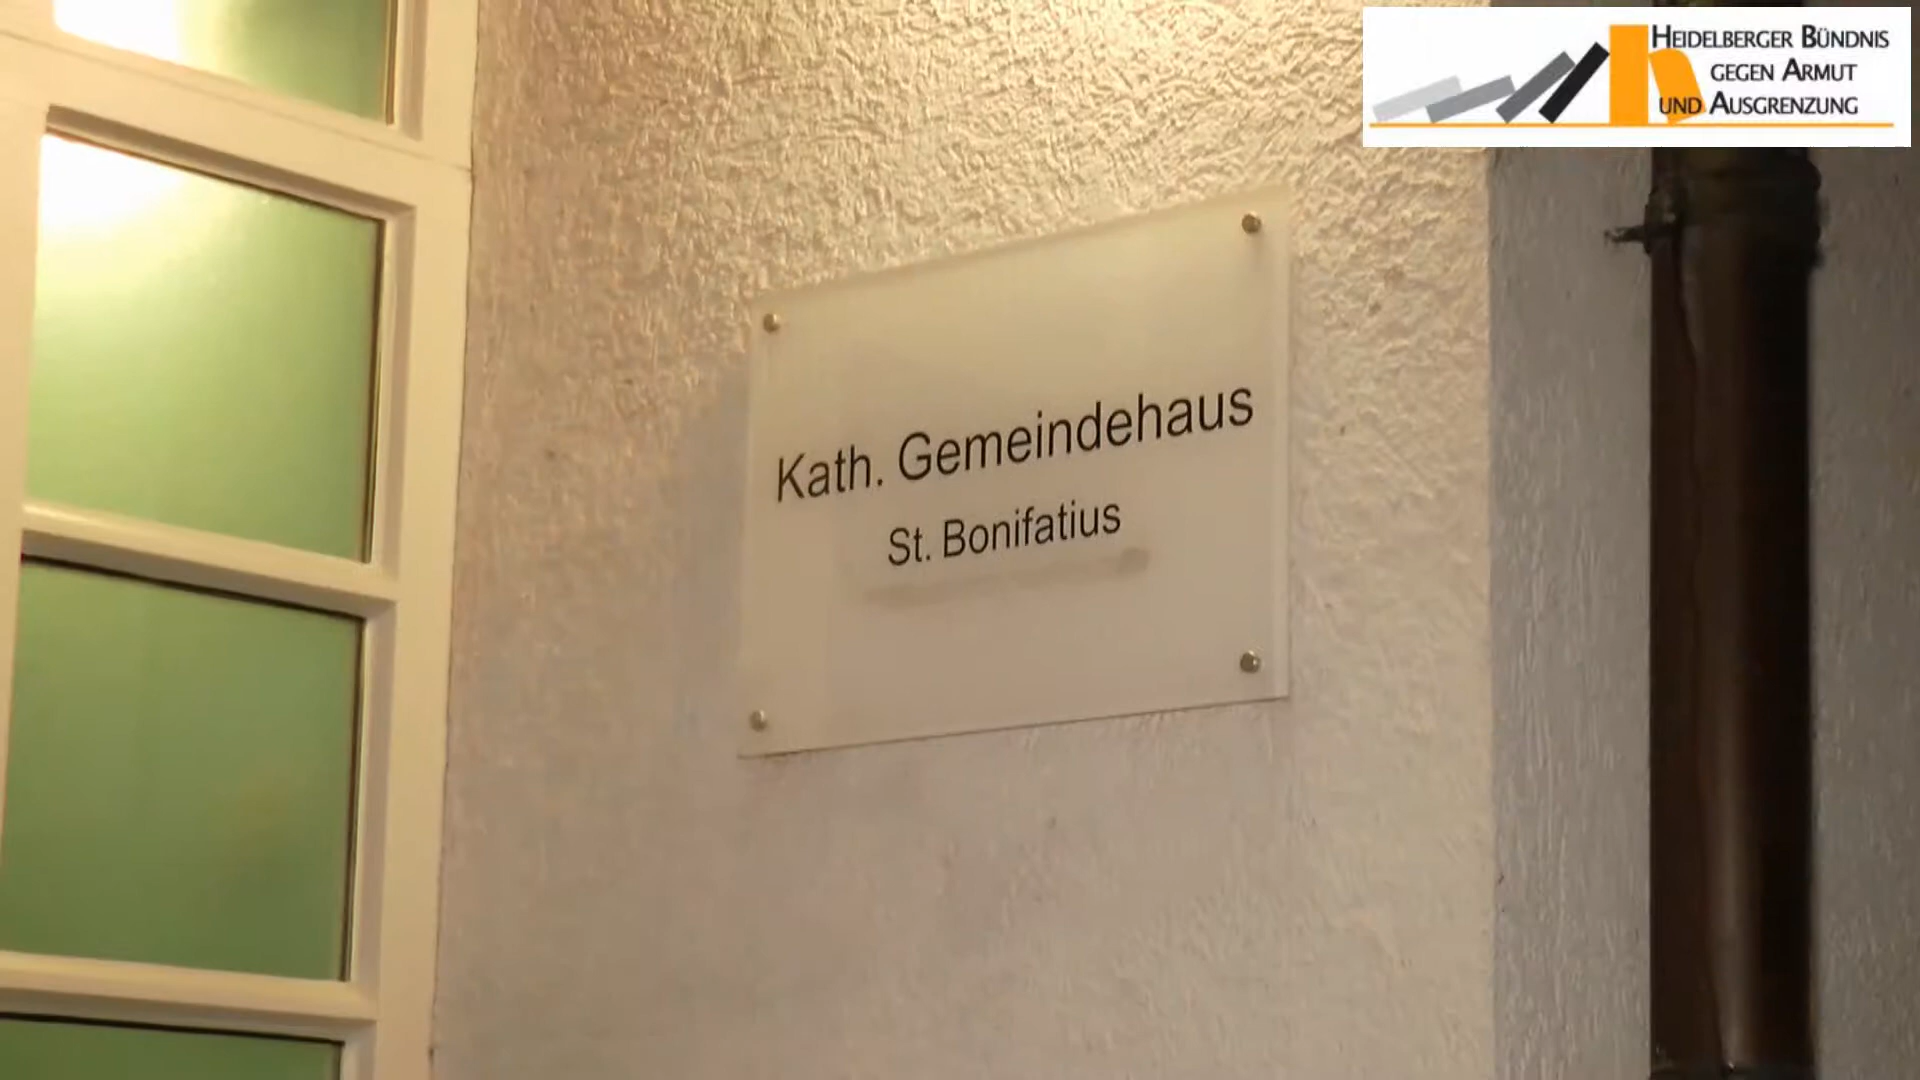 HEIDELBERGER BÜNDNIS
GEGEN ARMUT
UND AUSGRENZUNG
Kath. Gemeindehaus
St. Bonifatius